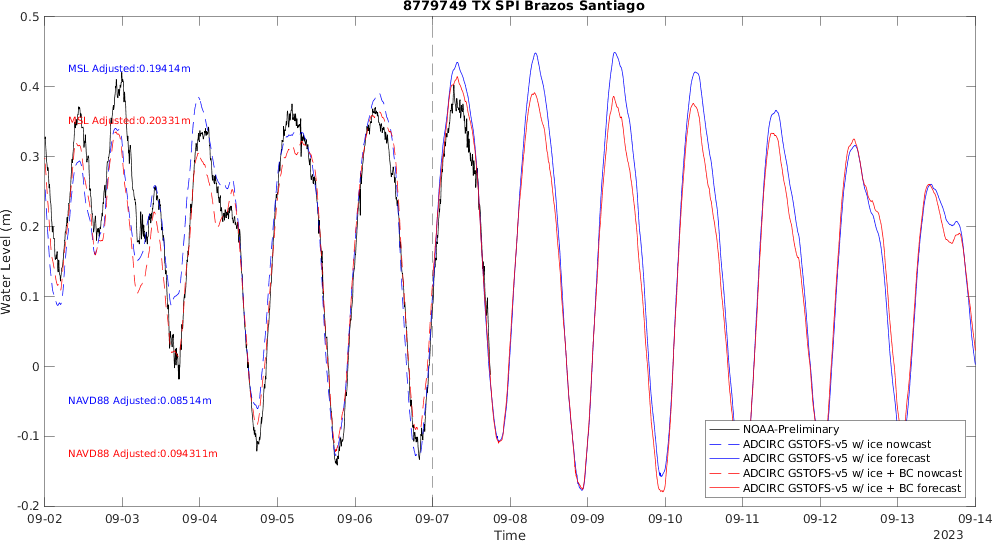 8779749 TX SPI Brazos Santiago
0.5
0.4
0.3
0.2
0.1
0
-0.1
-0.2
Water Level (m)
MSL Adjusted:0.19414m
MSL Adjusted:0.20331m
NAVD88 Adjusted:0.08514m
NAVD88 Adjusted:0.094311m
NOAA-Preliminary
ADCIRC GSTOFS-v5 w/ ice nowcast
ADCIRC GSTOFS-v5 w/ ice forecast
ADCIRC GSTOFS-v5 w/ ice + BC nowcast
ADCIRC GSTOFS-v5 w/ ice + BC forecast
09-02 09-03 09-04 09-05 09-06 09-07 09-08 09-09 09-10 09-11 09-12 09-13 09-14
Time
2023